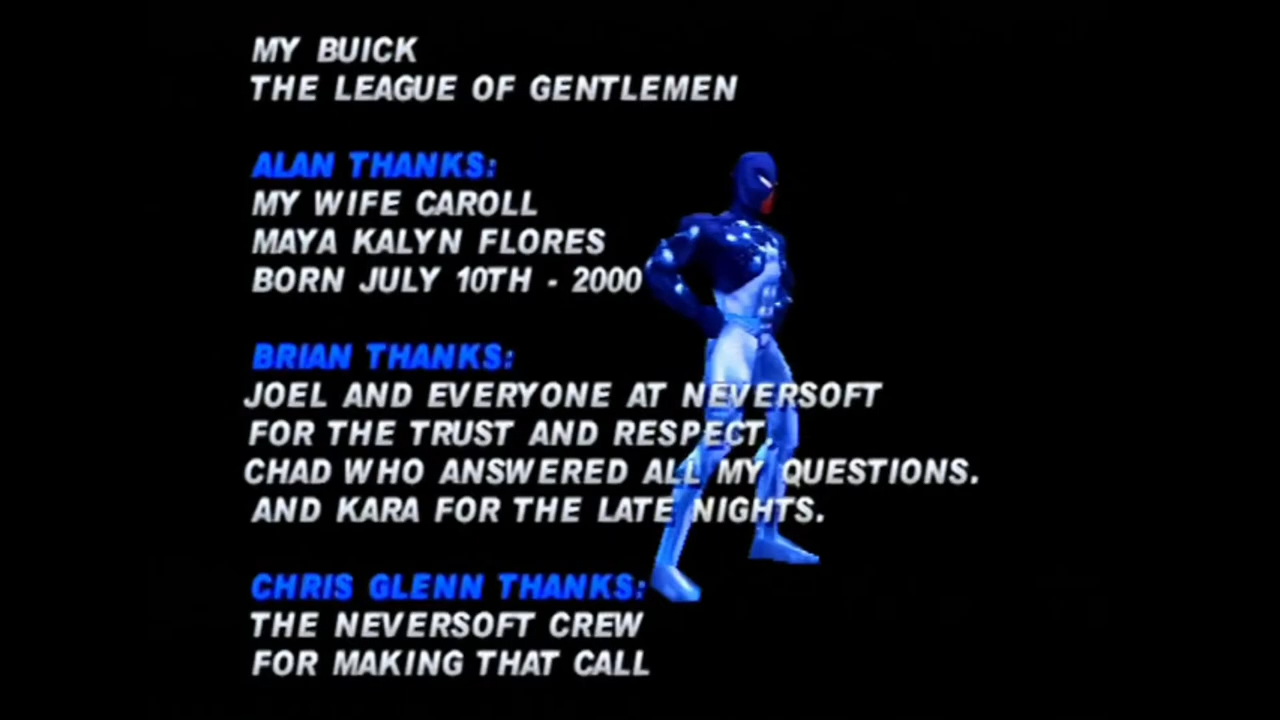 MY BUICK
THE LEAGUE OF GENTLEMEN
ALAN THANKS:
MY WIFE CAROLL
MAYA KALYN FLORES
BORN JULY 10TH - 2000
BRIAN THANKS:
JOEL AND EVERYONE AT NEVERSOFT
FOR THE TRUST AND RESPECT.
CHAD WHO ANSWERED ALL MY QUESTIONS.
AND KARA FOR THE LATE NIGHTS.
CHRIS GLENN THANKS:
THE NEVERSOFT CREW
FOR MAKING THAT CALL